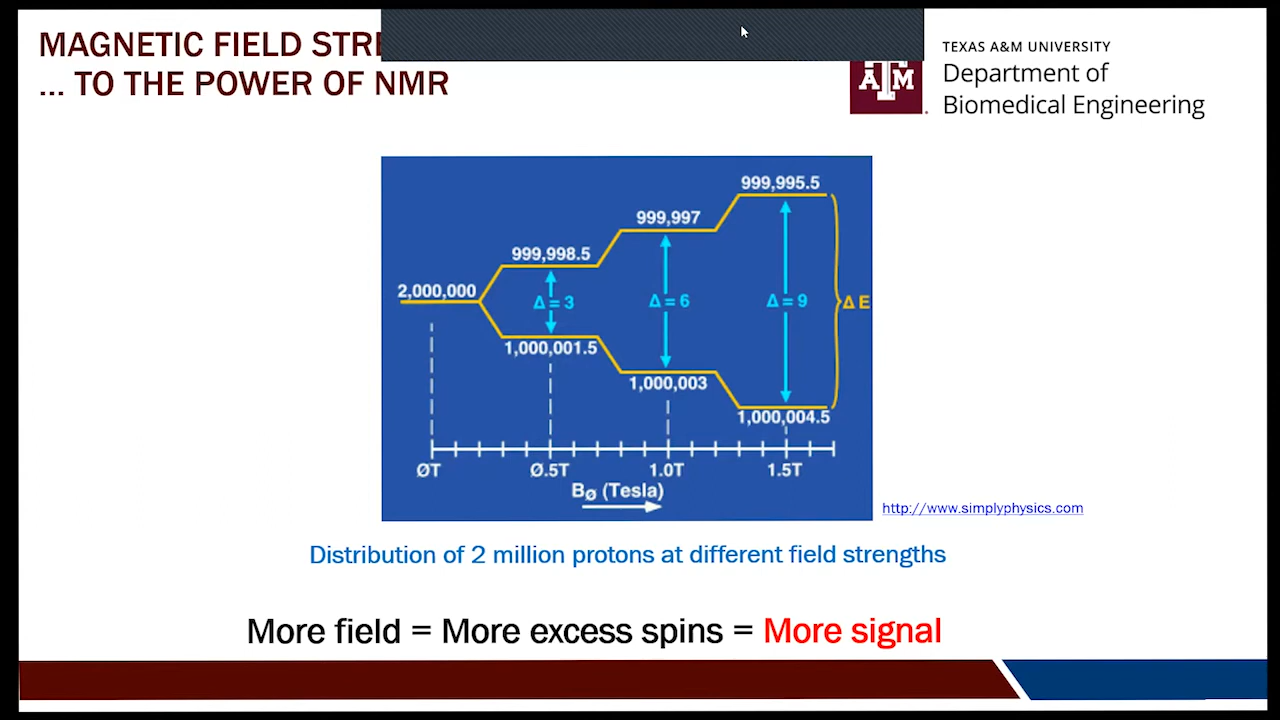 MAGNETIC FIELD
... TO THE POWER OF NMR
TEXAS A&M UNIVERSITY
Department of
Biomedical Engineering
A M
999,995.5
999,997
999,998.5
2,000,000
Δ = 3
Δ = 6
Δ = 9
Δ E
1,000,001.5
1,000,003
1,000,004.5
ØT
Ø.5T
1.0T
1.5T
BØ (Tesla)
http://www.simplyphysics.com
Distribution of 2 million protons at different field strengths
More field = More excess spins = More signal